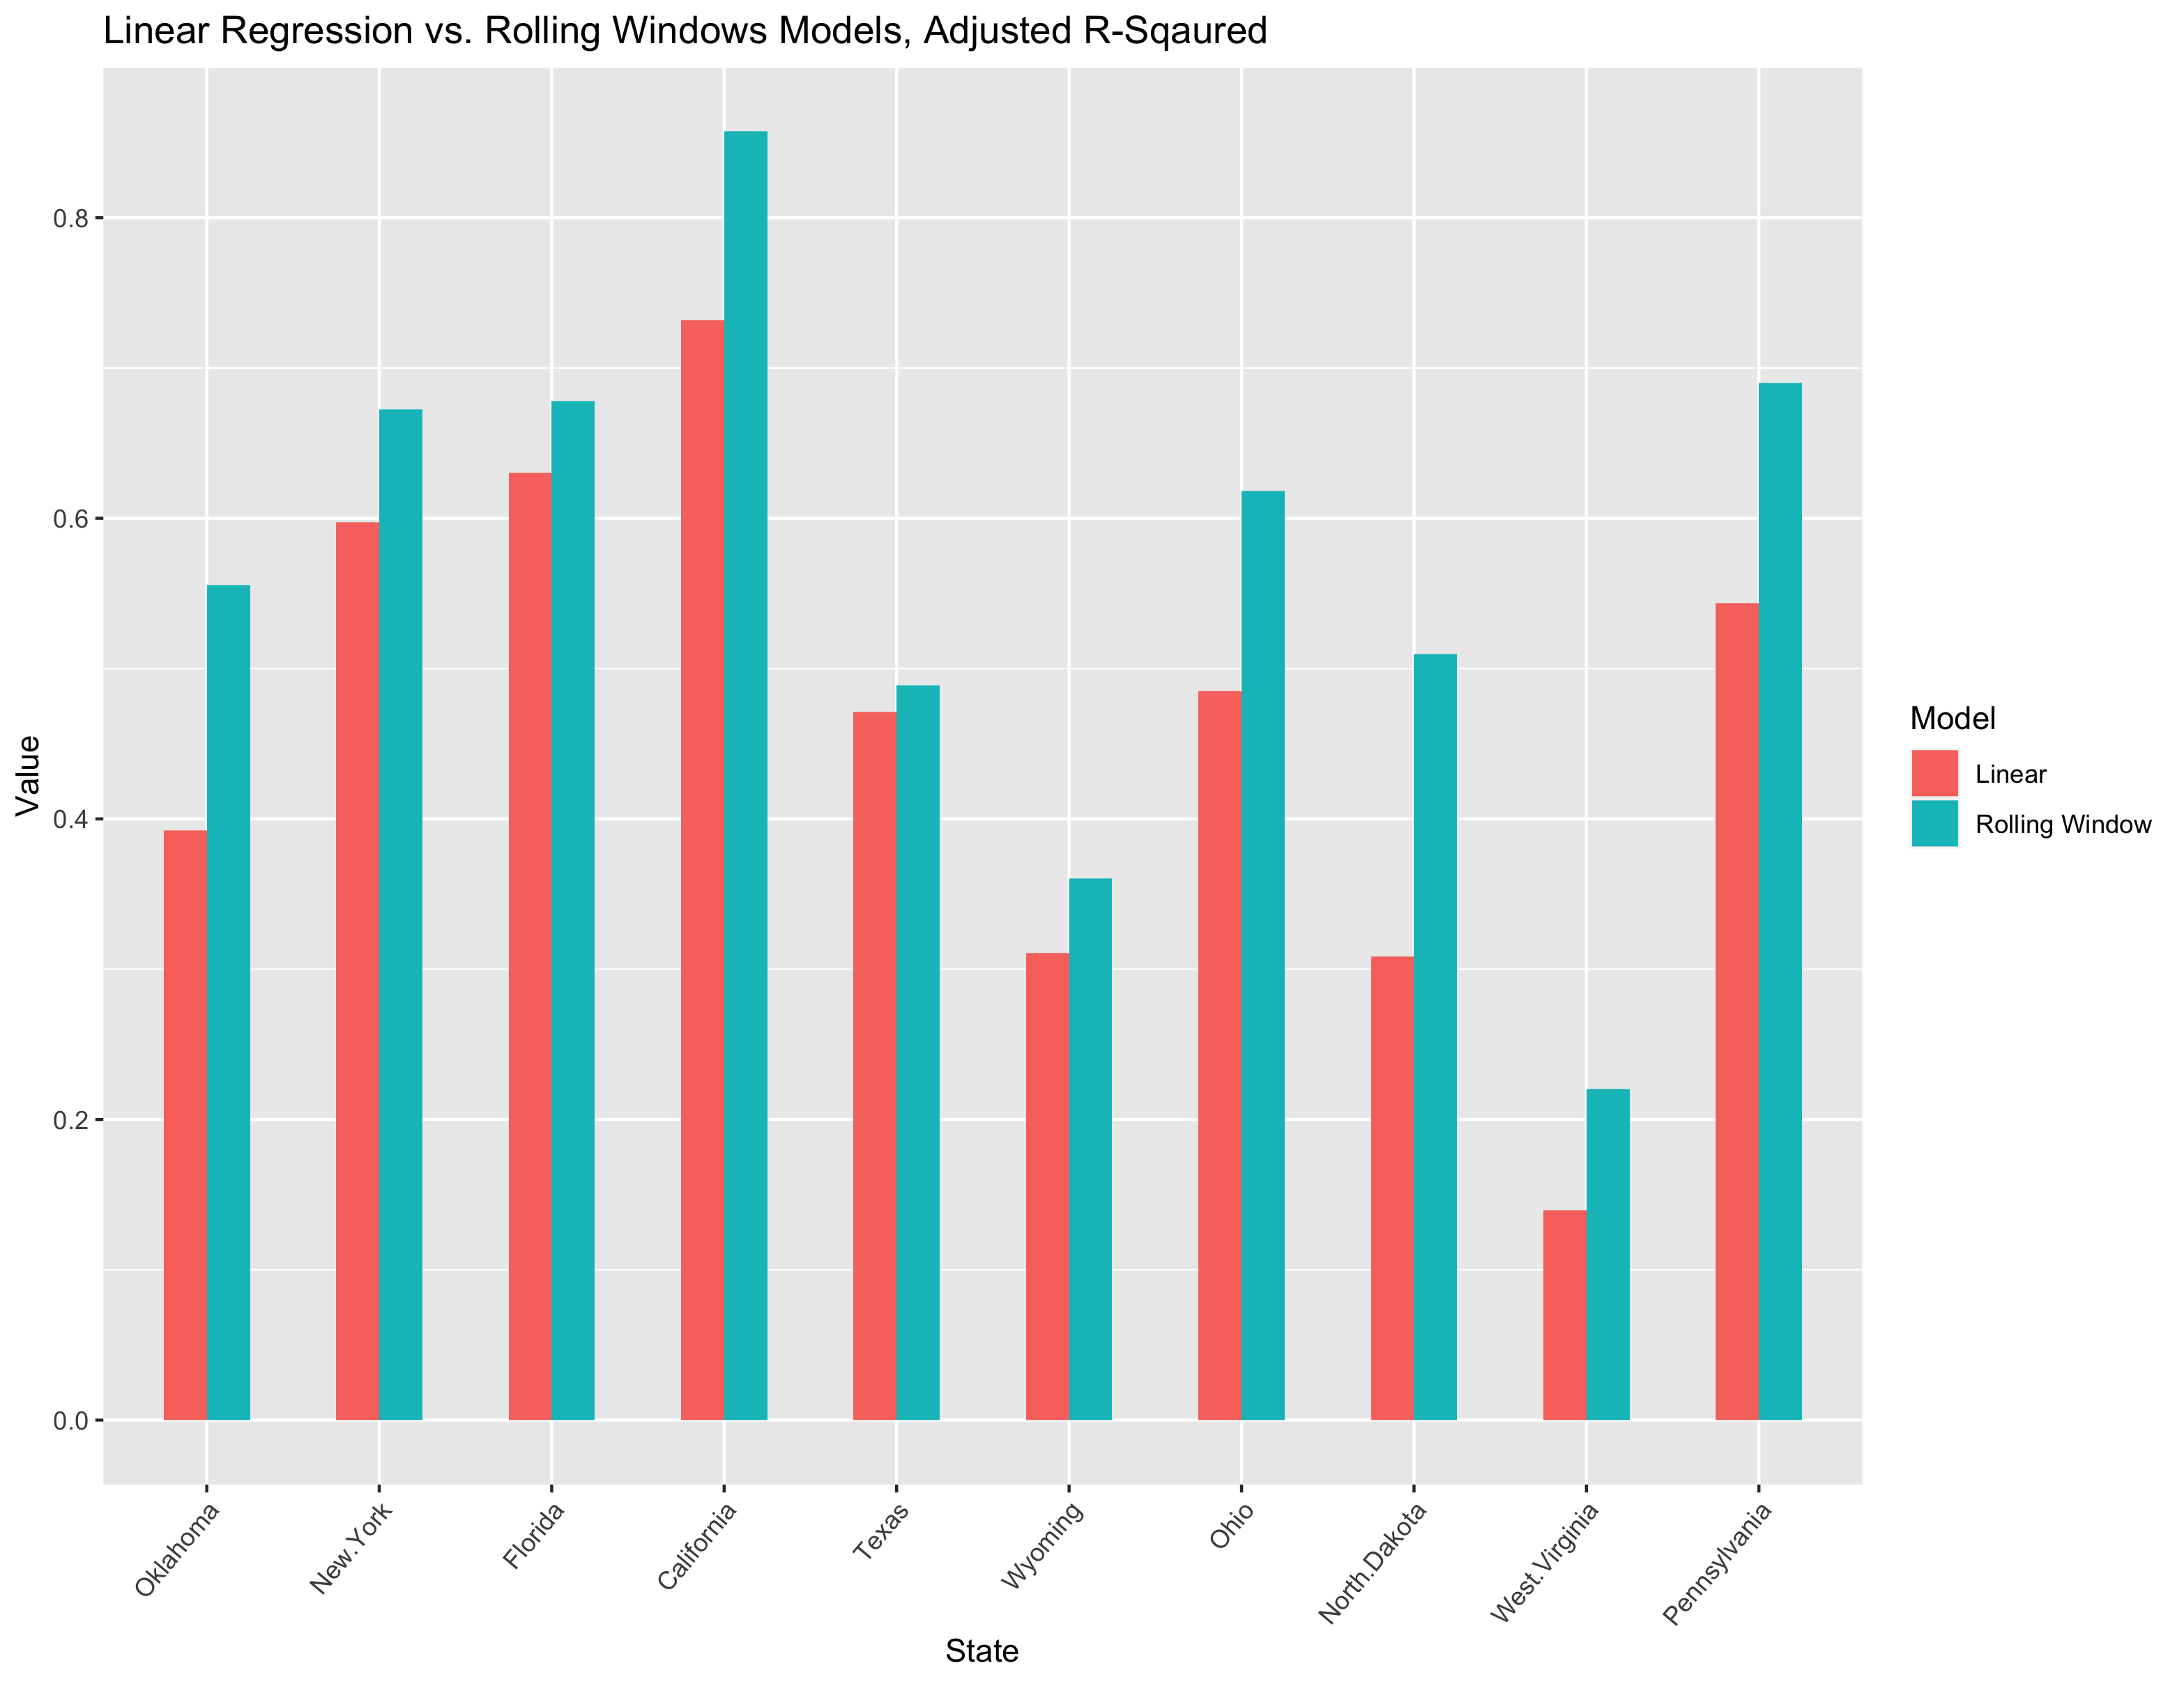 Linear Regression vs. Rolling Windows Models, Adjusted R-Sqaured
Value
0.8
0.6
0.4
0.2
0.0
Oklahoma
New.York
Florida
California
Texas
Wyoming
Ohio
North.Dakota
West.Virginia
Pennsylvania
State
Model
Linear
Rolling Window